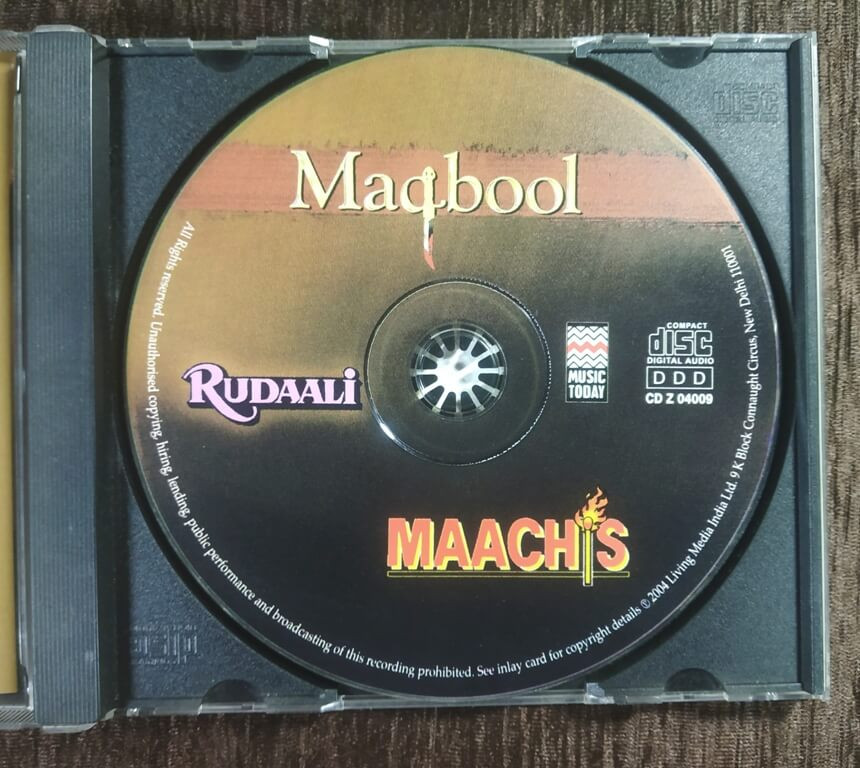 Maqbool
RUDAALi
MUSIC
TODAY
COMPACT
disc
DIGITAL AUDIO
DDD
CD Z 04009
MAACHiS
All Rights reserved. Unauthorised copying, hiring, lending, public performance and broadcasting of this recording prohibited. See inlay card for copyright details ℗ 2004 Living Media India Ltd. 9 K Block Connaught Circus, New Delhi 110001
disc